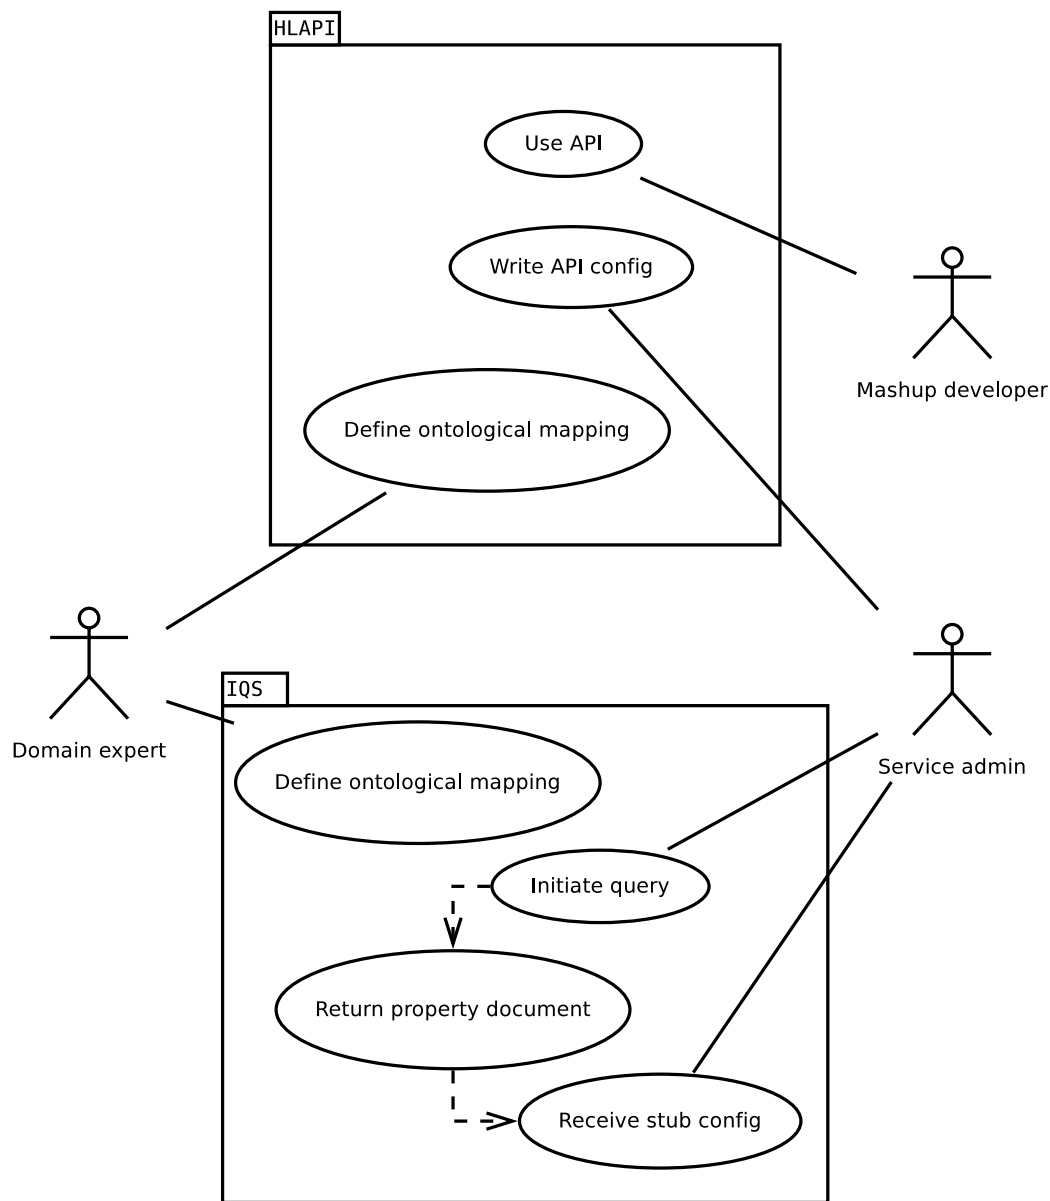 HLAPI
Use API
Write API config
Mashup developer
Define ontological mapping
IQS
Domain expert
Service admin
Define ontological mapping
Initiate query
Return property document
Receive stub config